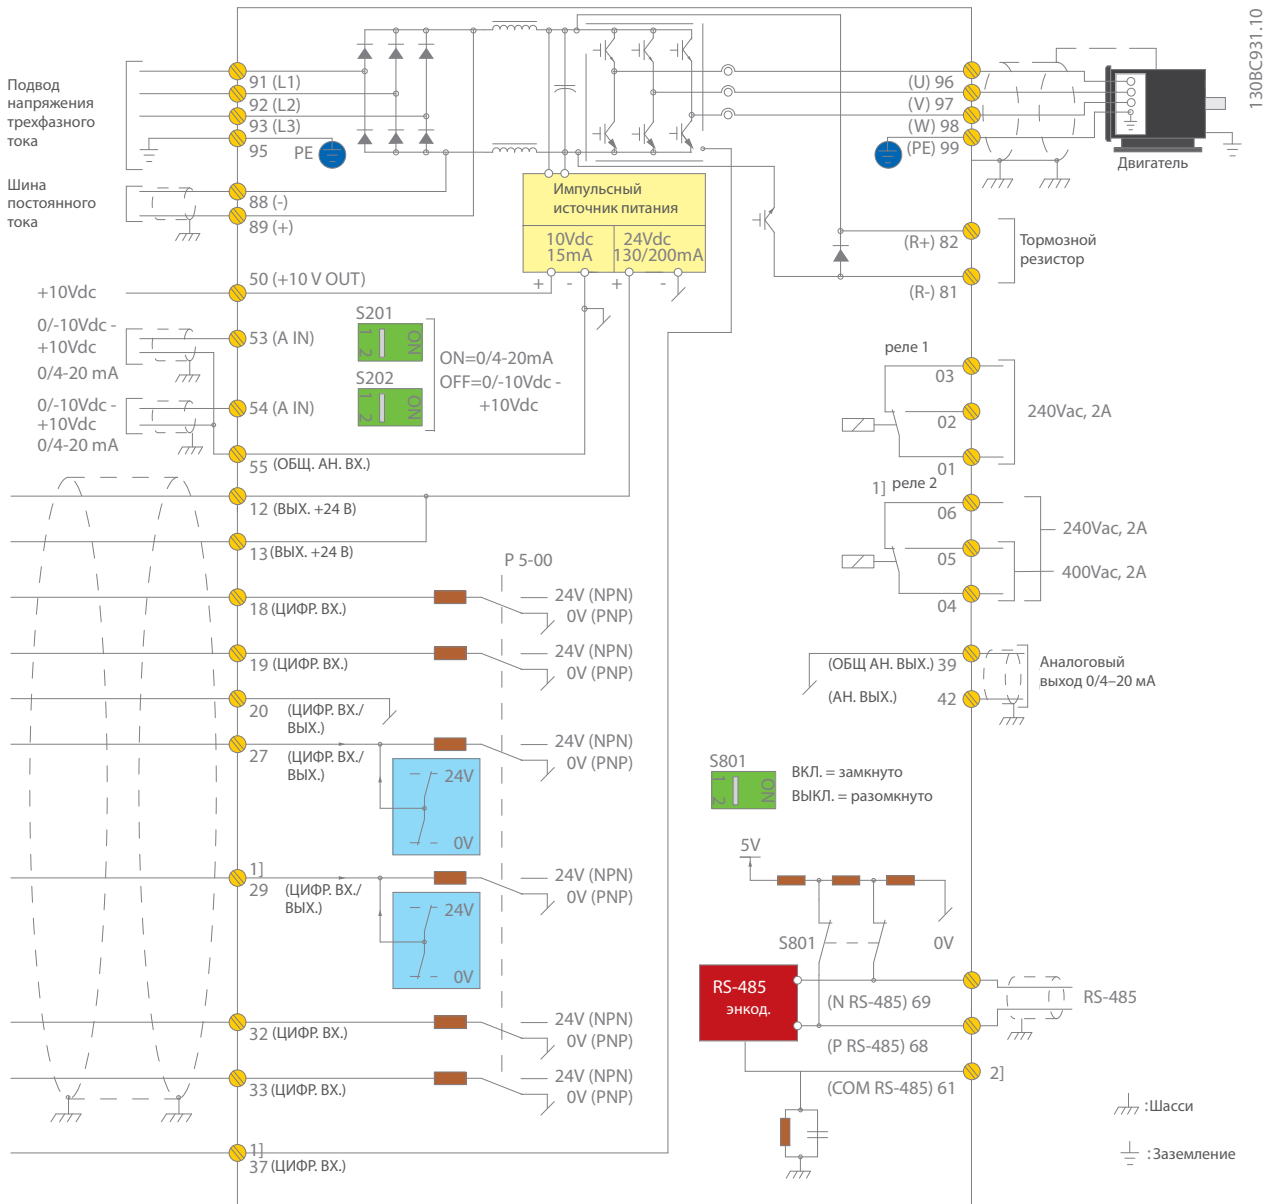 130BC931.10
Подвод
напряжения
трехфазного
тока
91 (L1)
92 (L2)
93 (L3)
95
PE
(U) 96
(V) 97
(W) 98
(PE) 99
Двигатель
Шина
постоянного
тока
88 (-)
89 (+)
Импульсный
источник питания
10Vdc
15mA
24Vdc
130/200mA
+ - + -
(R+) 82
(R-) 81
Тормозной
резистор
+10Vdc
50 (+10 V OUT)
0/-10Vdc -
+10Vdc
0/4-20 mA
53 (A IN)
0/-10Vdc -
+10Vdc
0/4-20 mA
54 (A IN)
S201
1 2 ON
S202
1 2 ON
ON=0/4-20mA
OFF=0/-10Vdc -
+10Vdc
55 (ОБЩ. АН. ВХ.)
12 (ВЫХ. +24 В)
13 (ВЫХ. +24 В)
реле 1
03
02
01
240Vac, 2A
1] реле 2
06
05
04
240Vac, 2A
400Vac, 2A
P 5-00
18 (ЦИФР. ВХ.)
24V (NPN)
0V (PNP)
19 (ЦИФР. ВХ.)
24V (NPN)
0V (PNP)
20 (ЦИФР. ВХ./
ВЫХ.)
27 (ЦИФР. ВХ./
ВЫХ.)
24V (NPN)
0V (PNP)
24V
0V
1]
29 (ЦИФР. ВХ./
ВЫХ.)
24V (NPN)
0V (PNP)
24V
0V
32 (ЦИФР. ВХ.)
24V (NPN)
0V (PNP)
33 (ЦИФР. ВХ.)
24V (NPN)
0V (PNP)
1]
37 (ЦИФР. ВХ.)
(ОБЩ АН. ВЫХ.) 39
(АН. ВЫХ.) 42
Аналоговый
выход 0/4–20 мА
S801
1 2 ON
ВКЛ. = замкнуто
ВЫКЛ. = разомкнуто
5V
S801
0V
RS-485
энкод.
(N RS-485) 69
(P RS-485) 68
(COM RS-485) 61
RS-485
2]
:Шасси
:Заземление